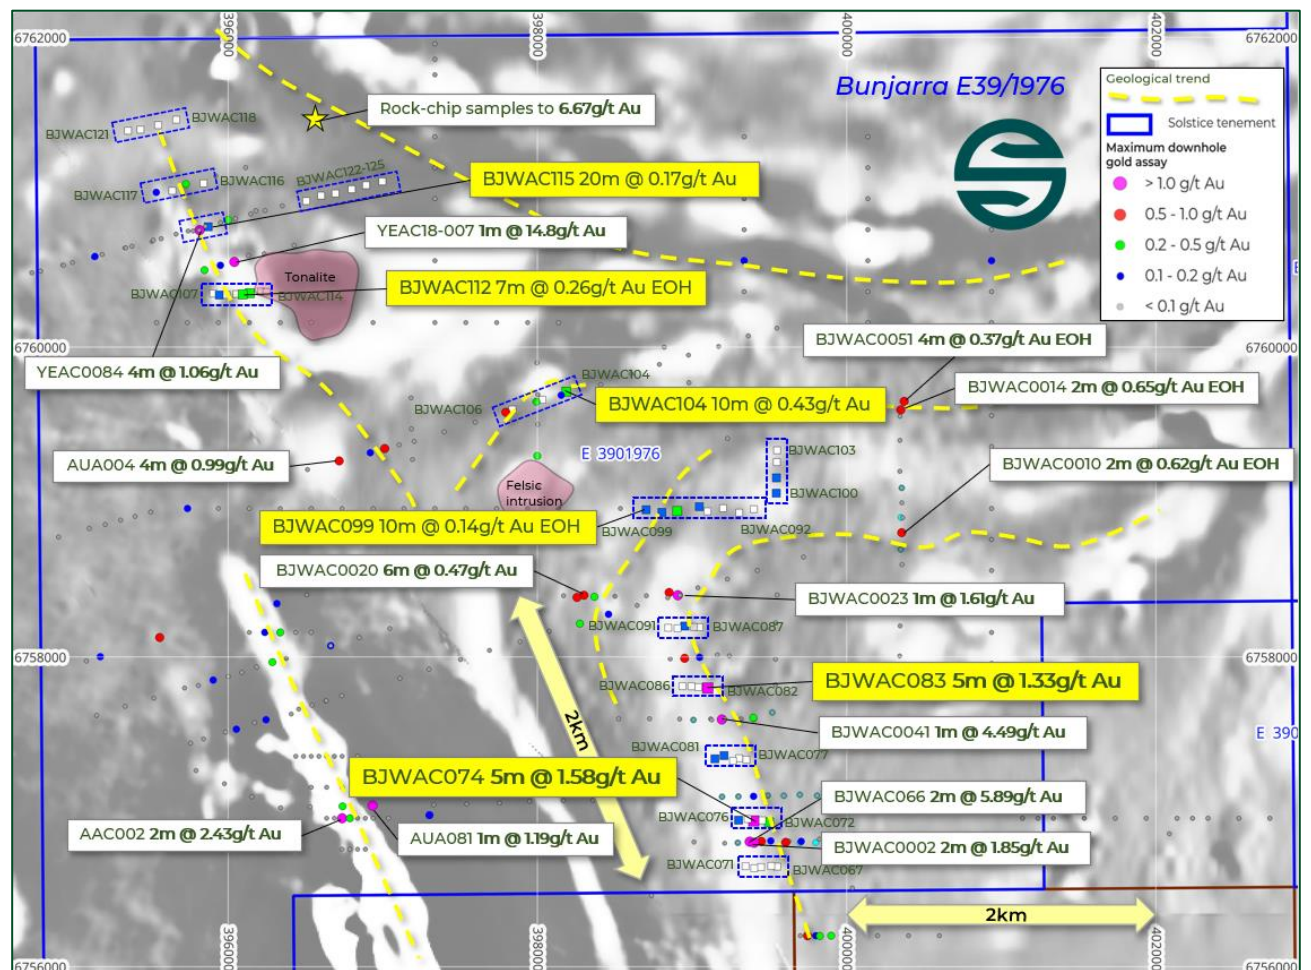 6762000
396000
398000
400000
402000
6762000
Bunjarra E39/1976
Geological trend
Solstice tenement
Maximum downhole
gold assay
> 1.0 g/t Au
0.5 - 1.0 g/t Au
0.2 - 0.5 g/t Au
0.1 - 0.2 g/t Au
< 0.1 g/t Au
Rock-chip samples to 6.67g/t Au
BJWAC121
BJWAC118
BJWAC117
BJWAC116
BJWAC122-125
BJWAC115 20m @ 0.17g/t Au
YEAC18-007 1m @ 14.8g/t Au
Tonalite
E
BJWAC107
BJWAC114
BJWAC112 7m @ 0.26g/t Au EOH
6760000
6760000
BJWAC0051 4m @ 0.37g/t Au EOH
YEAC0084 4m @ 1.06g/t Au
BJWAC104
BJWAC0014 2m @ 0.65g/t Au EOH
BJWAC106
BJWAC104 10m @ 0.43g/t Au
AUA004 4m @ 0.99g/t Au
E 3901976
BJWAC103
BJWAC0010 2m @ 0.62g/t Au EOH
Felsic
intrusion
BJWAC100
BJWAC099 10m @ 0.14g/t Au EOH
BJWAC099
BJWAC092
BJWAC0020 6m @ 0.47g/t Au
BJWAC0023 1m @ 1.61g/t Au
BJWAC091
BJWAC087
6758000
6758000
BJWAC086
BJWAC082
BJWAC083 5m @ 1.33g/t Au
2km
BJWAC0041 1m @ 4.49g/t Au
E 390
BJWAC081
BJWAC077
BJWAC074 5m @ 1.58g/t Au
BJWAC066 2m @ 5.89g/t Au
BJWAC076
BJWAC072
AAC002 2m @ 2.43g/t Au
AUA081 1m @ 1.19g/t Au
BJWAC0002 2m @ 1.85g/t Au
BJWAC071
BJWAC067
2km
6756000
396000
398000
400000
402000
6756000